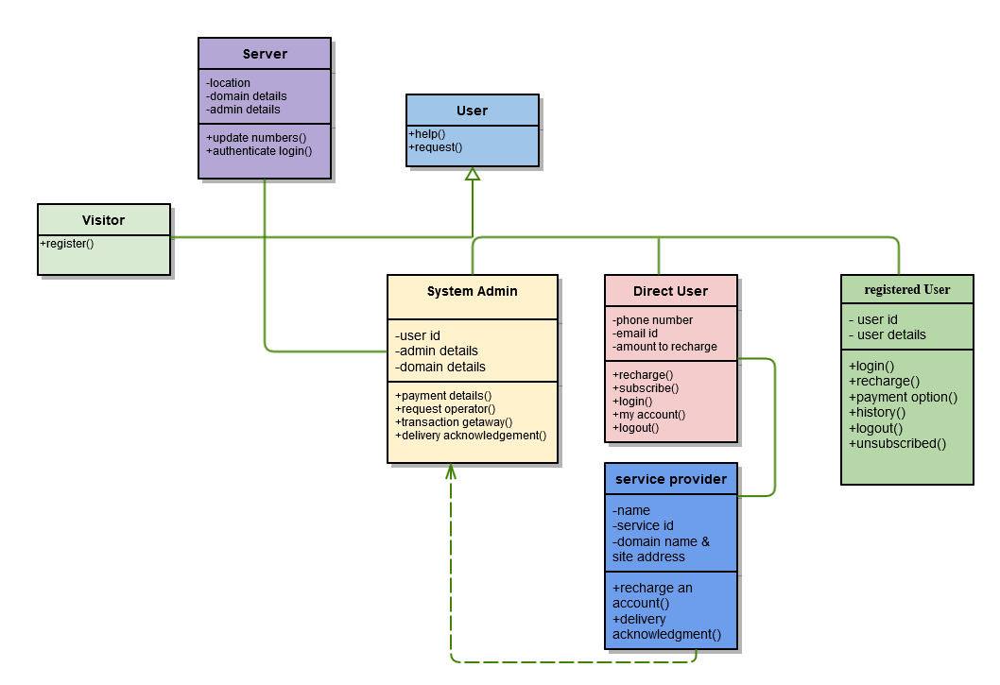 Server
-location
-domain details
-admin details
+update numbers()
+authenticate login()
User
+help()
+request()
Visitor
+register()
System Admin
-user id
-admin details
-domain details
+payment details()
+request operator()
+transaction getaway()
+delivery acknowledgement()
Direct User
-phone number
-email id
-amount to recharge
+recharge()
+subscribe()
+login()
+my account()
+logout()
registered User
- user id
- user details
+login()
+recharge()
+payment option()
+history()
+logout()
+unsubscribed()
service provider
-name
-service id
-domain name &
site address
+recharge an
account()
+delivery
acknowledgment()